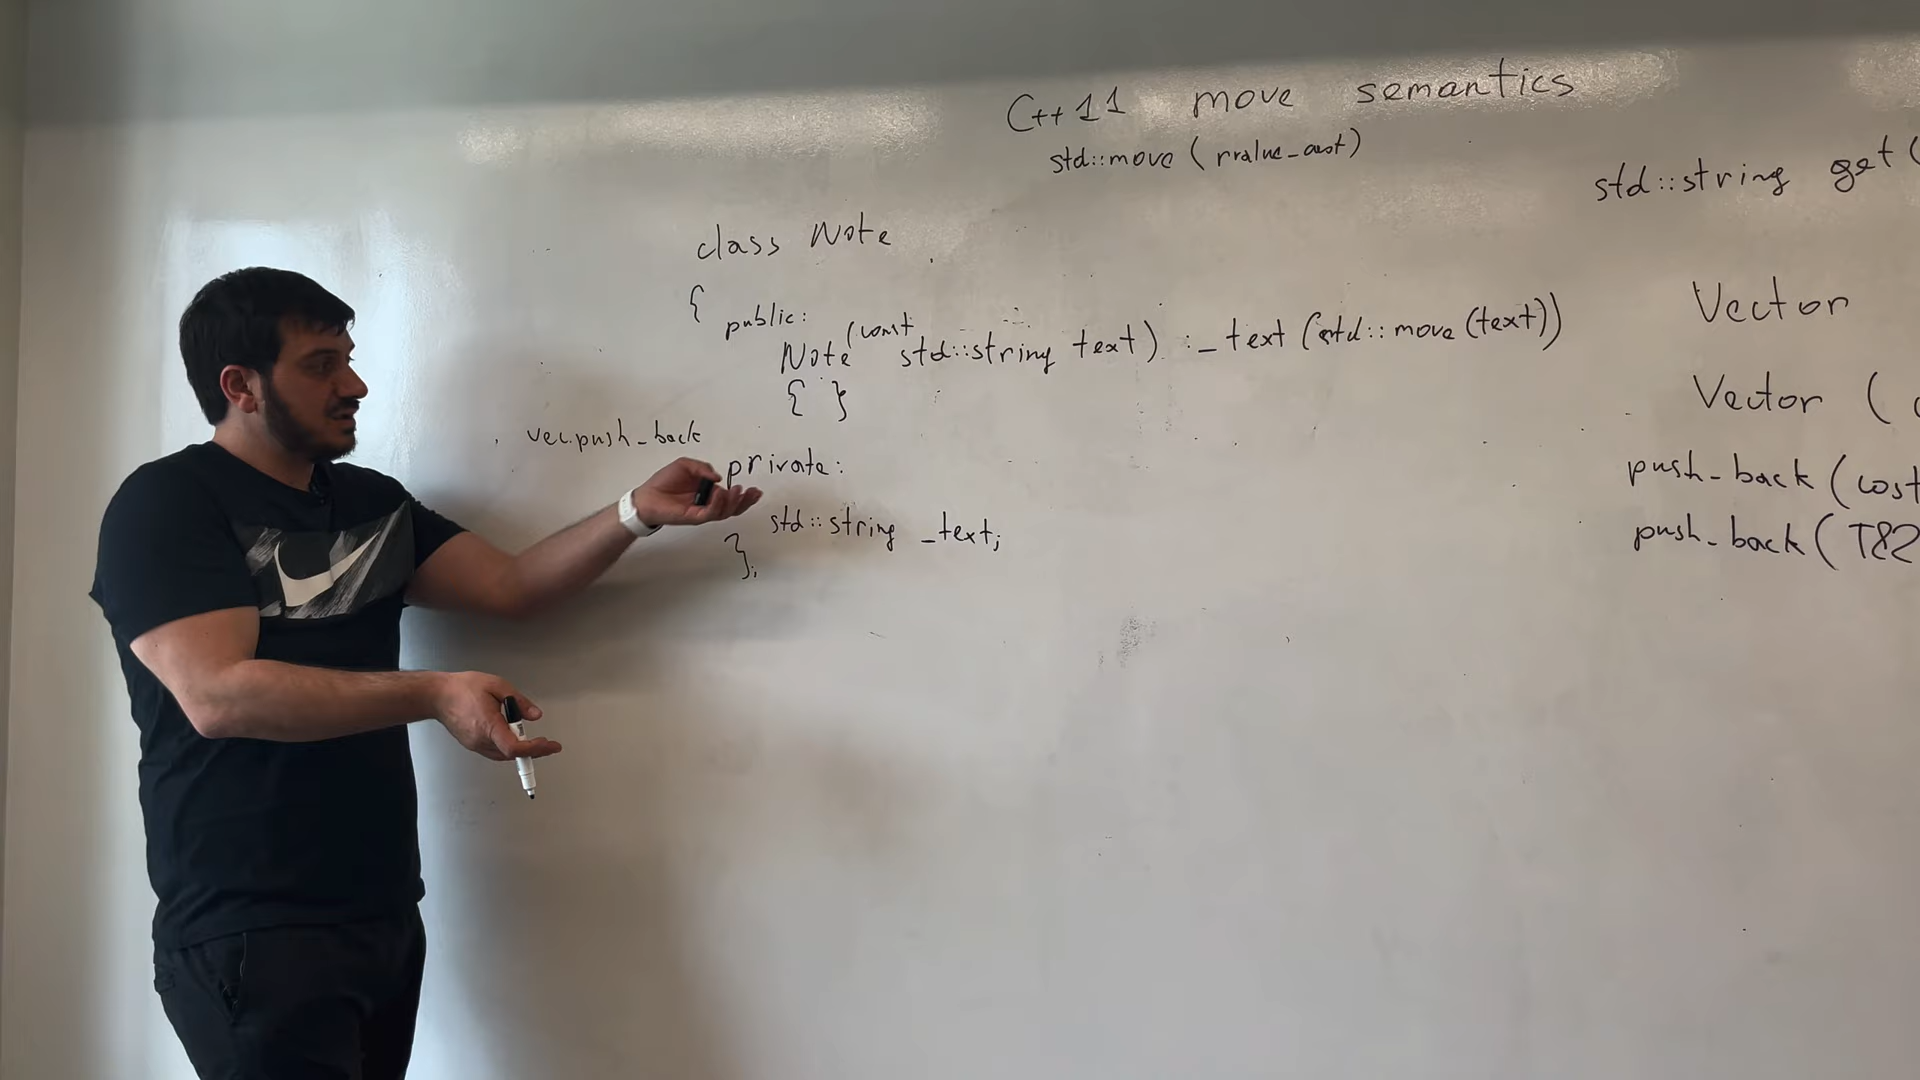 C++11 move semantics
std::move (rvalue_cast)
class Note
{ public:
Note (const std::string text) : _text (std::move (text))
{ }
vec.push_back
private:
std::string _text;
};
std::string get (
Vector
Vector (
push_back (cost
push_back ( T&&